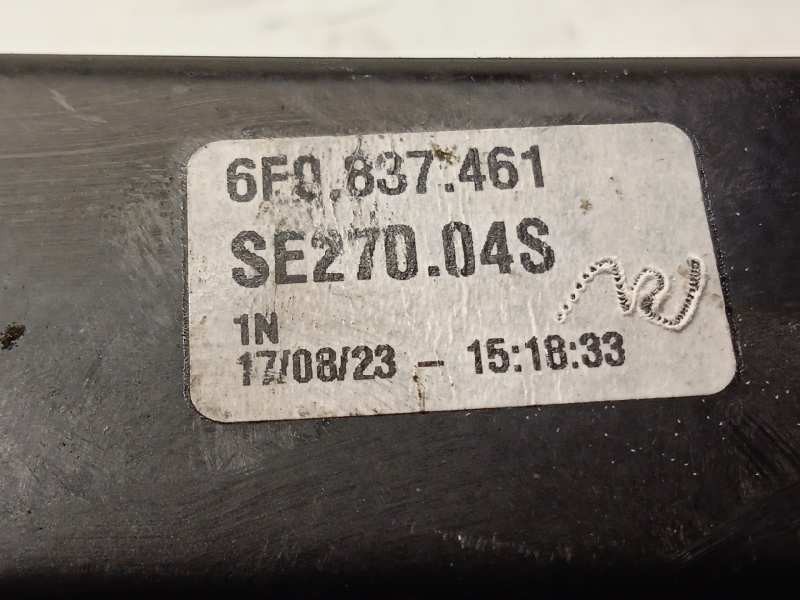 6F0.837.461
SE270.04S
1N
17/08/23 - 15:18:33